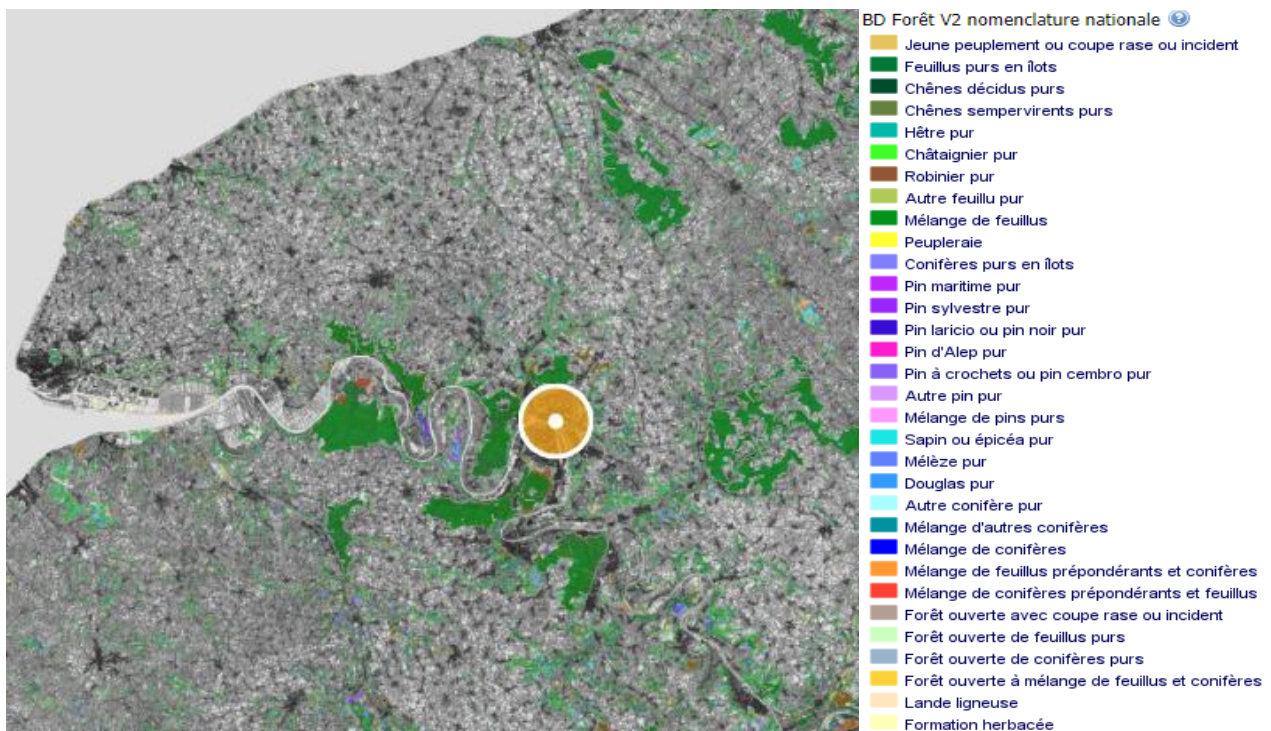 BD Forêt V2 nomenclature nationale ?
Jeune peuplement ou coupe rase ou incident
Feuillus purs en îlots
Chênes décidus purs
Chênes sempervirents purs
Hêtre pur
Châtaignier pur
Robinier pur
Autre feuillu pur
Mélange de feuillus
Peupleraie
Conifères purs en îlots
Pin maritime pur
Pin sylvestre pur
Pin laricio ou pin noir pur
Pin d'Alep pur
Pin à crochets ou pin cembro pur
Autre pin pur
Mélange de pins purs
Sapin ou épicéa pur
Mélèze pur
Douglas pur
Autre conifère pur
Mélange d'autres conifères
Mélange de conifères
Mélange de feuillus prépondérants et conifères
Mélange de conifères prépondérants et feuillus
Forêt ouverte avec coupe rase ou incident
Forêt ouverte de feuillus purs
Forêt ouverte de conifères purs
Forêt ouverte à mélange de feuillus et conifères
Lande ligneuse
Formation herbacée